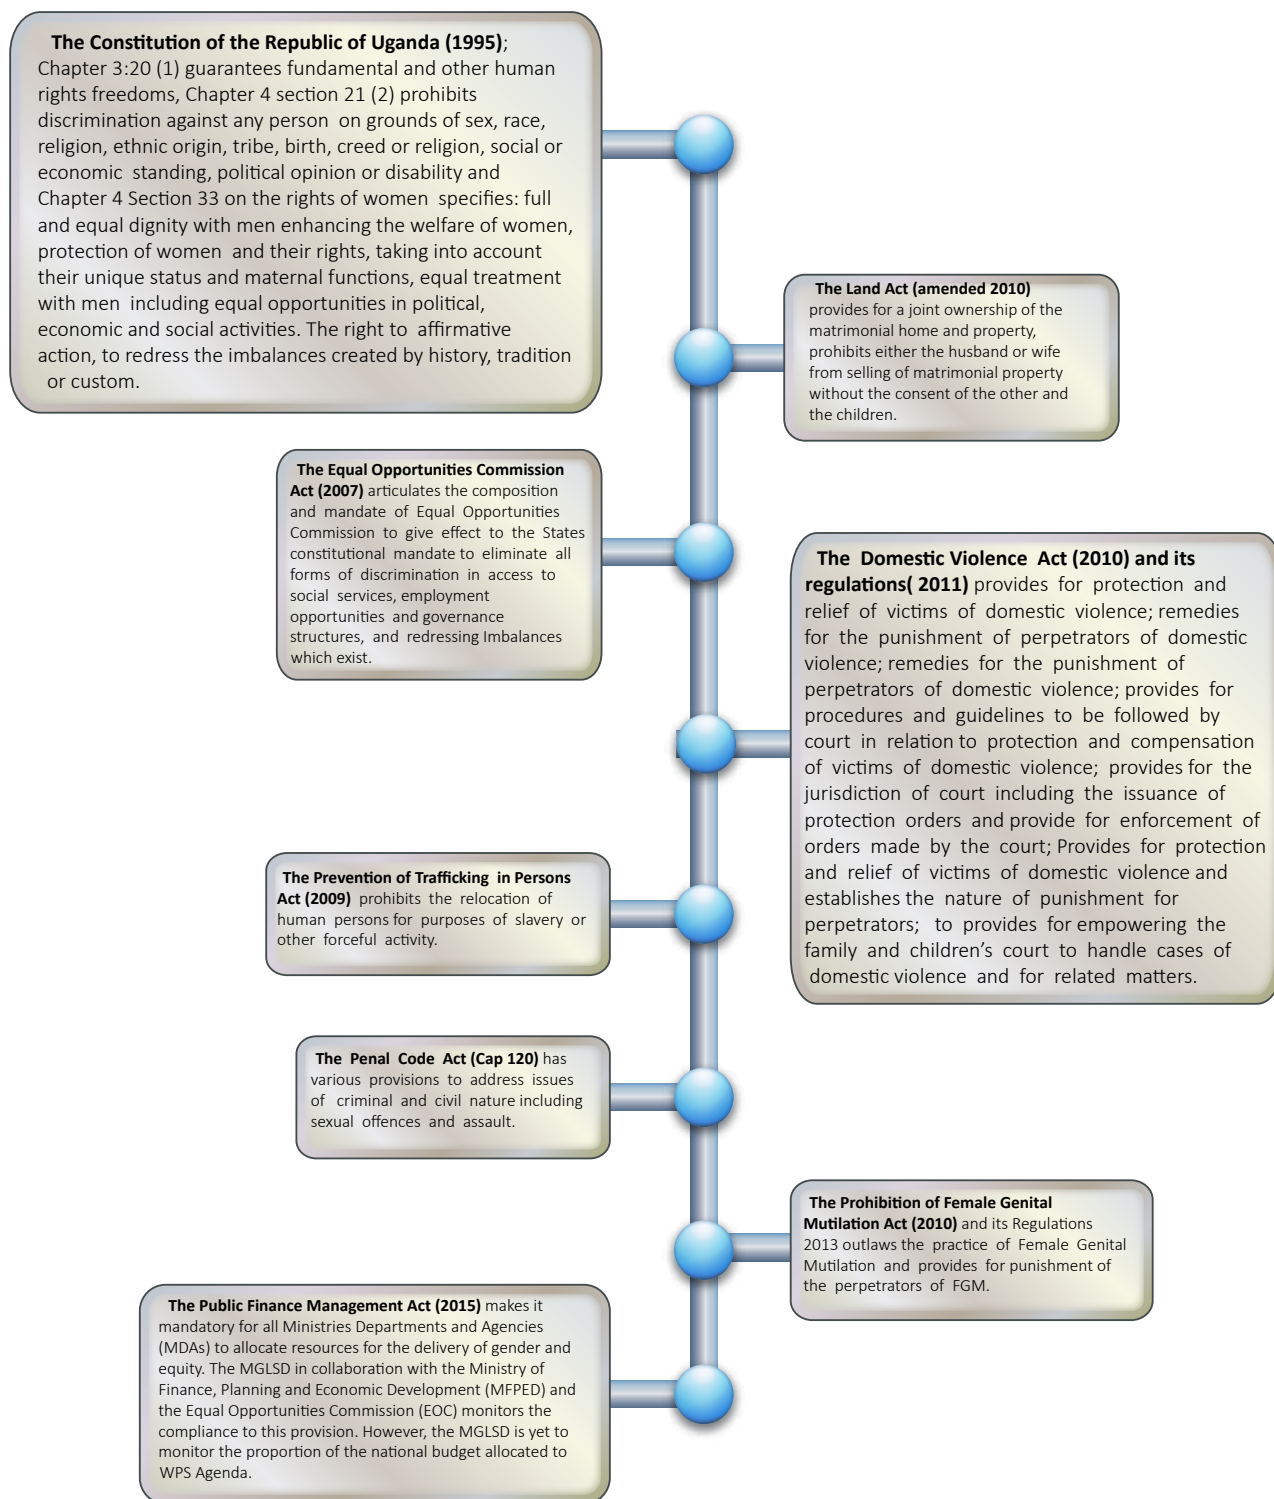 The Constitution of the Republic of Uganda (1995);
Chapter 3:20 (1) guarantees fundamental and other human
rights freedoms, Chapter 4 section 21 (2) prohibits
discrimination against any person on grounds of sex, race,
religion, ethnic origin, tribe, birth, creed or religion, social or
economic standing, political opinion or disability and
Chapter 4 Section 33 on the rights of women specifies: full
and equal dignity with men enhancing the welfare of women,
protection of women and their rights, taking into account
their unique status and maternal functions, equal treatment
with men including equal opportunities in political,
economic and social activities. The right to affirmative
action, to redress the imbalances created by history, tradition
or custom.
The Land Act (amended 2010)
provides for a joint ownership of the
matrimonial home and property,
prohibits either the husband or wife
from selling of matrimonial property
without the consent of the other and
the children.
The Equal Opportunities Commission
Act (2007) articulates the composition
and mandate of Equal Opportunities
Commission to give effect to the States
constitutional mandate to eliminate all
forms of discrimination in access to
social services, employment
opportunities and governance
structures, and redressing Imbalances
which exist.
The Domestic Violence Act (2010) and its
regulations( 2011) provides for protection and
relief of victims of domestic violence; remedies
for the punishment of perpetrators of domestic
violence; remedies for the punishment of
perpetrators of domestic violence; provides for
procedures and guidelines to be followed by
court in relation to protection and compensation
of victims of domestic violence; provides for the
jurisdiction of court including the issuance of
protection orders and provide for enforcement of
orders made by the court; Provides for protection
and relief of victims of domestic violence and
establishes the nature of punishment for
perpetrators; to provides for empowering the
family and children’s court to handle cases of
domestic violence and for related matters.
The Prevention of Trafficking in Persons
Act (2009) prohibits the relocation of
human persons for purposes of slavery or
other forceful activity.
The Penal Code Act (Cap 120) has
various provisions to address issues
of criminal and civil nature including
sexual offences and assault.
The Prohibition of Female Genital
Mutilation Act (2010) and its Regulations
2013 outlaws the practice of Female Genital
Mutilation and provides for punishment of
the perpetrators of FGM.
The Public Finance Management Act (2015) makes it
mandatory for all Ministries Departments and Agencies
(MDAs) to allocate resources for the delivery of gender and
equity. The MGLSD in collaboration with the Ministry of
Finance, Planning and Economic Development (MFPED) and
the Equal Opportunities Commission (EOC) monitors the
compliance to this provision. However, the MGLSD is yet to
monitor the proportion of the national budget allocated to
WPS Agenda.